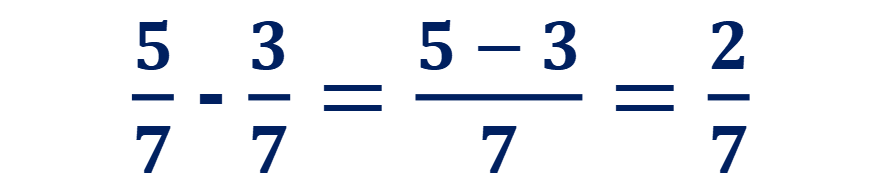 5/7 - 3/7 = (5 – 3)/7 = 2/7